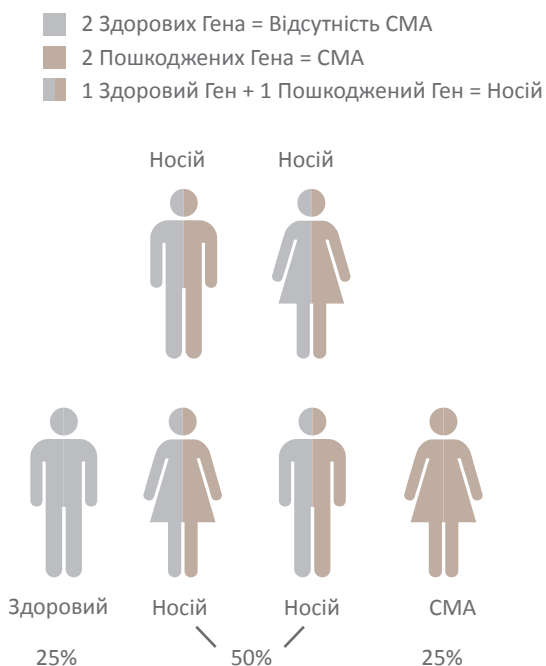 2 Здорових Гена = Відсутність СМА
2 Пошкоджених Гена = СМА
1 Здоровий Ген + 1 Пошкоджений Ген = Носій
Носій Носій
Здоровий Носій Носій СМА
25% 50% 25%